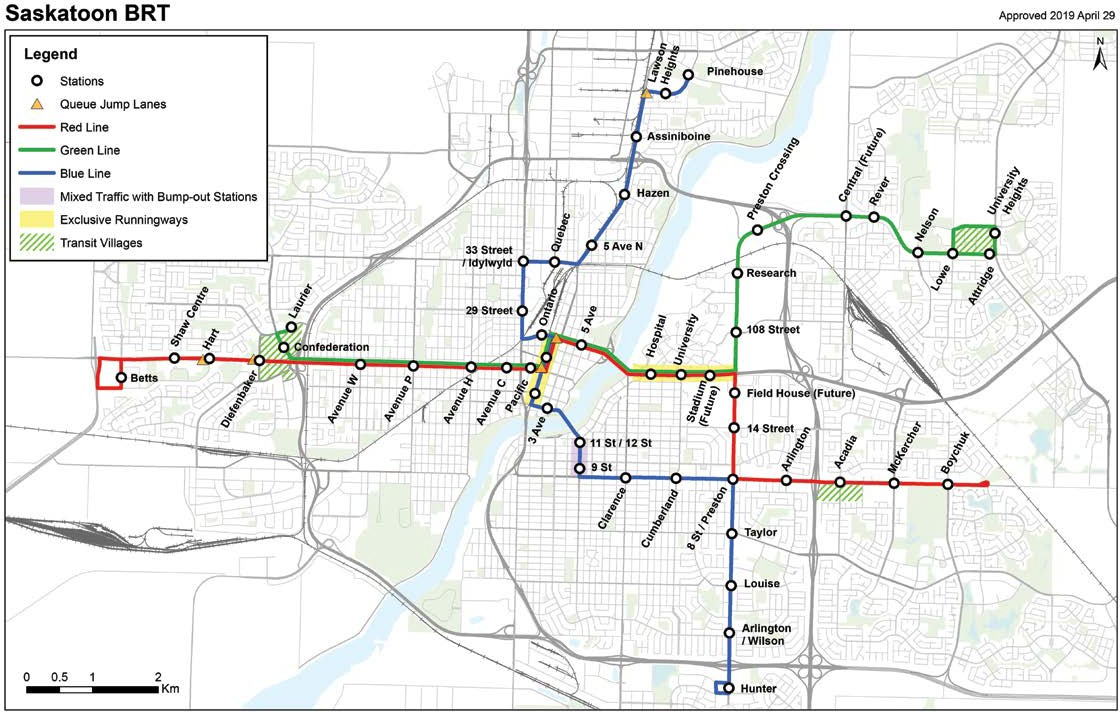 Saskatoon BRT
Approved 2019 April 29
Legend
Stations
Queue Jump Lanes
Red Line
Green Line
Blue Line
Mixed Traffic with Bump-out Stations
Exclusive Runningways
Transit Villages
N
Lawson
Heights
Pinehouse
Assiniboine
Hazen
5 Ave N
Quebec
33 Street
/ Idylwyld
29 Street
Ontario
5 Ave
Hospital
University
Stadium
(Future)
Preston Crossing
Central (Future)
Rever
Nelson
University
Heights
Lowe
Attridge
Research
108 Street
Laurier
Confederation
Shaw Centre
Hart
Betts
Diefenbaker
Avenue W
Avenue P
Avenue H
Avenue C
Pacific
3 Ave
11 St / 12 St
9 St
Clarence
Cumberland
8 St / Preston
Field House (Future)
14 Street
Arlington
Acadia
McKercher
Boychuk
Taylor
Louise
Arlington
/ Wilson
Hunter
0 0.5 1 2
Km